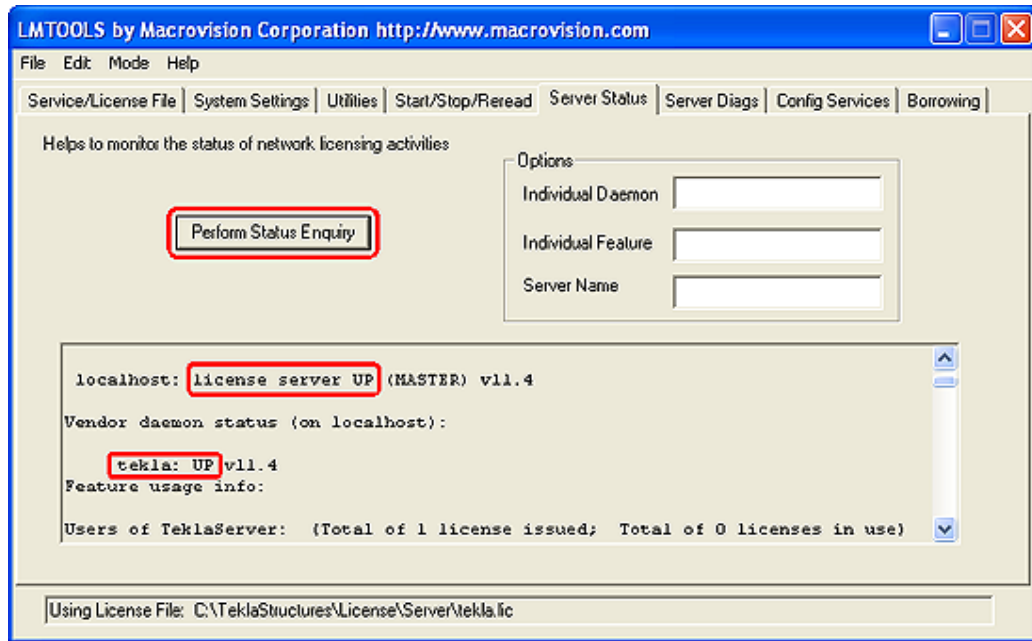 LMTOOLS by Macrovision Corporation http://www.macrovision.com
File Edit Mode Help
Service/License File System Settings Utilities Start/Stop/Reread Server Status Server Diags Config Services Borrowing
Helps to monitor the status of network licensing activities
Options
Individual Daemon
Perform Status Enquiry
Individual Feature
Server Name
localhost: license server UP (MASTER) v11.4
Vendor daemon status (on localhost):
tekla: UP v11.4
Feature usage info:
Users of TeklaServer: (Total of 1 license issued; Total of 0 licenses in use)
Using License File: C:\TeklaStructures\License\Server\tekla.lic